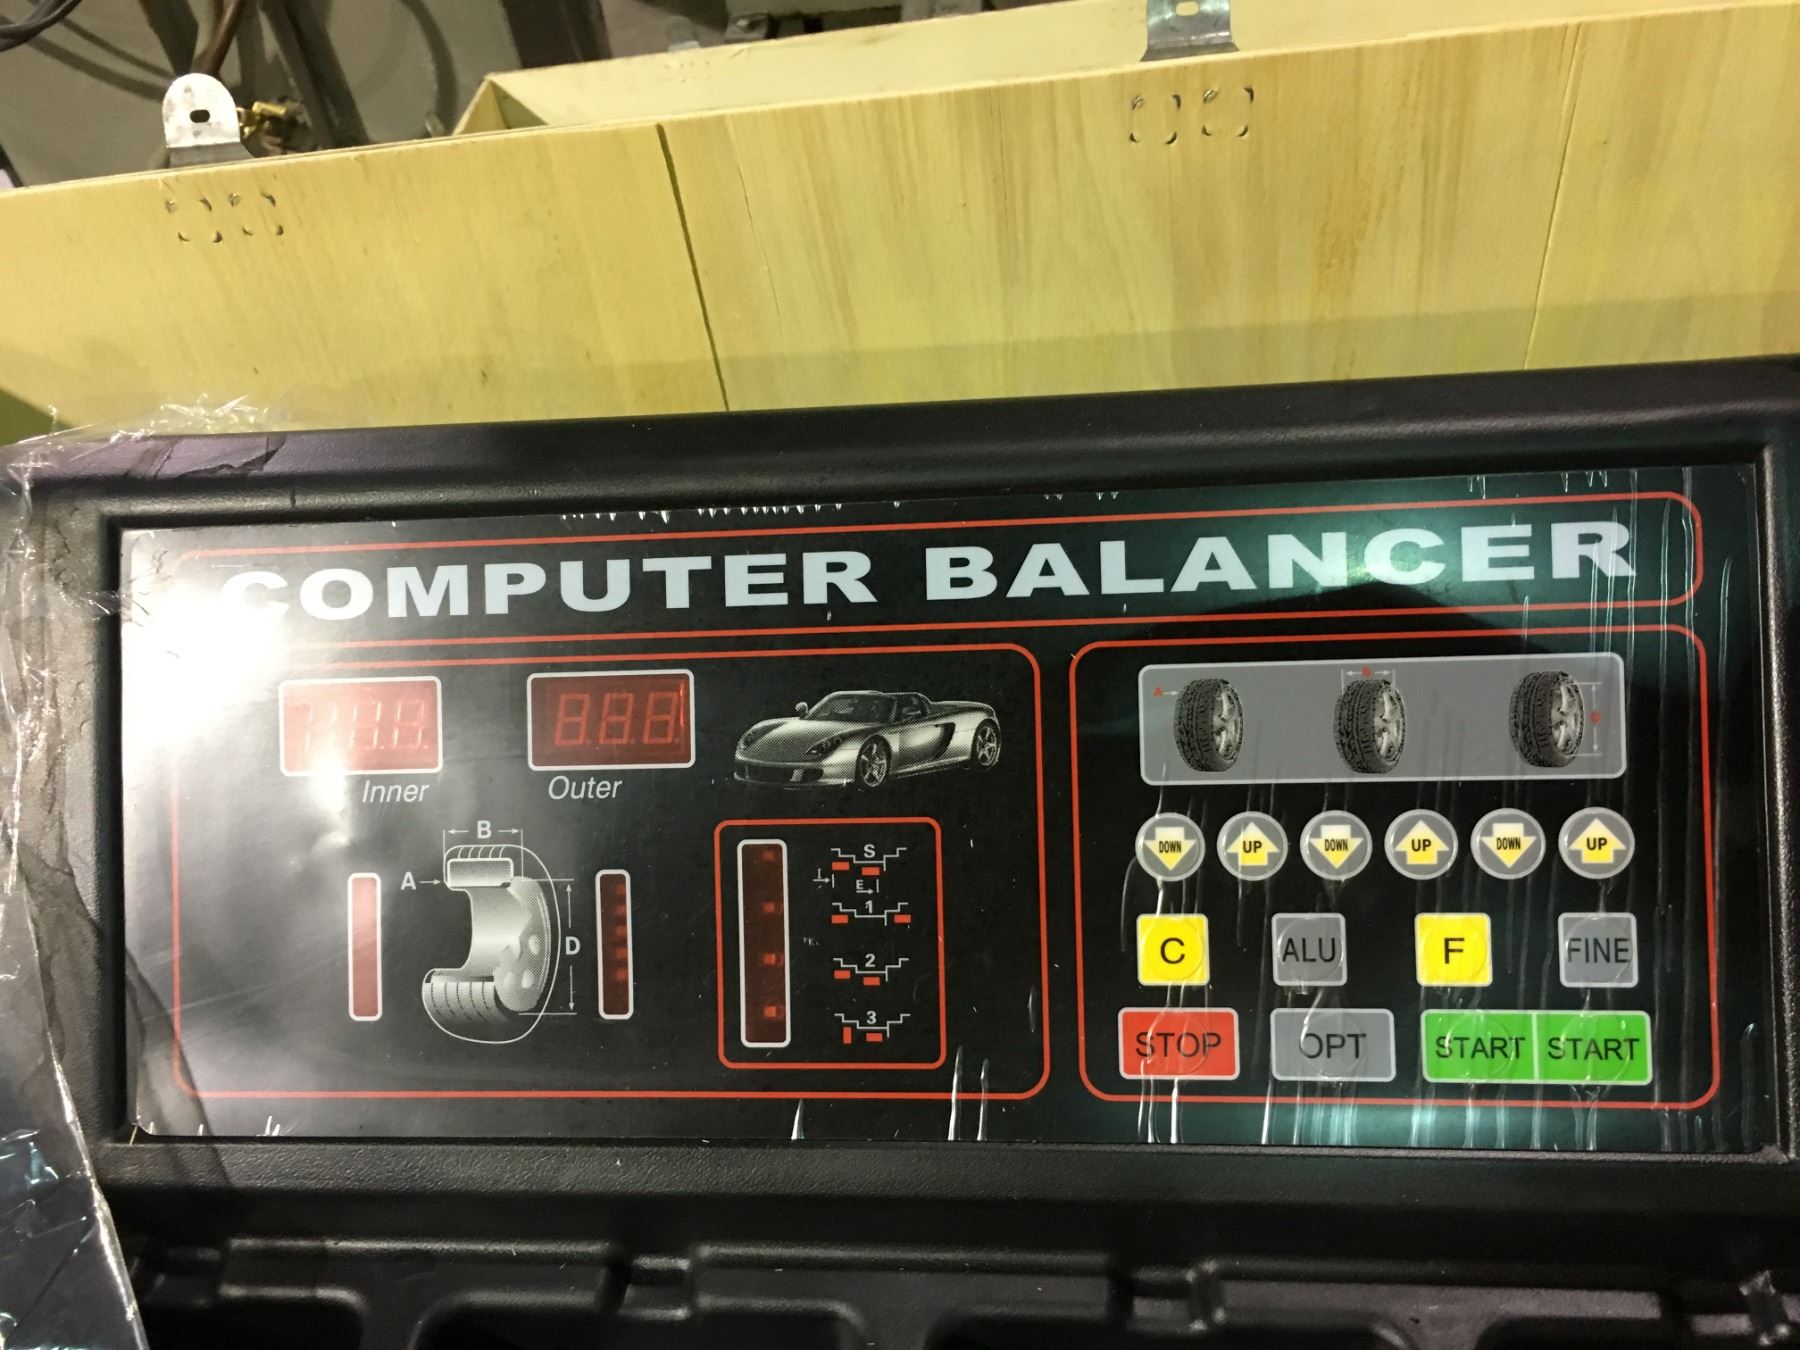 COMPUTER BALANCER
Inner
Outer
B
A
D
S
E
1
2
3
A
b
DOWN UP DOWN UP DOWN UP
C ALU F FINE
STOP OPT START START